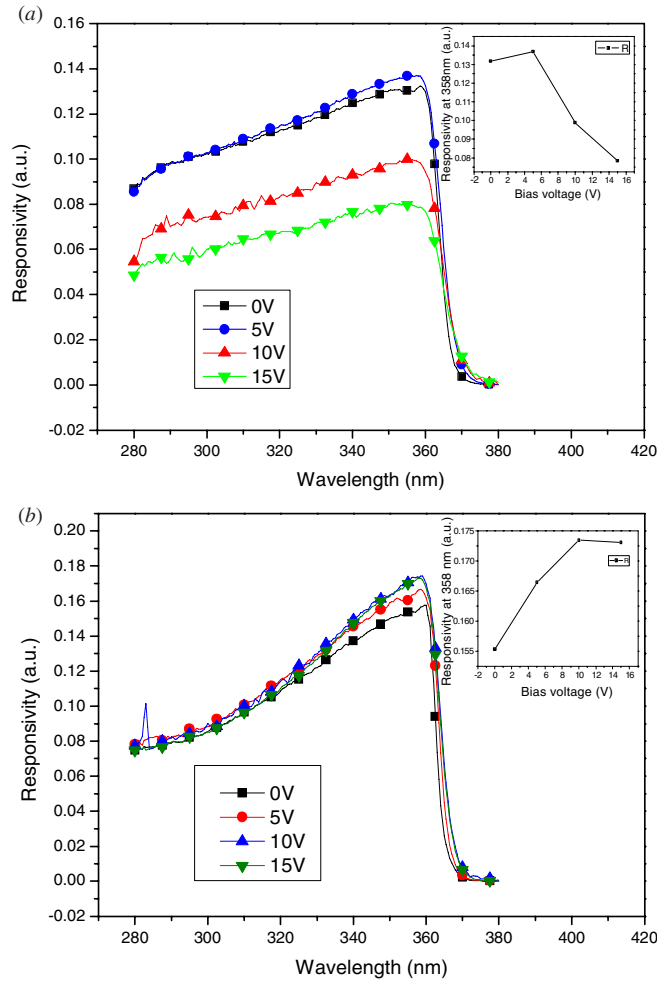 (a)
0.16
0.14
0.12
0.10
0.08
0.06
0.04
0.02
0.00
-0.02
Responsivity (a.u.)
280 300 320 340 360 380 400 420
Wavelength (nm)
0V
5V
10V
15V
Responsivity at 358nm (a.u.)
0.14
0.13
0.12
0.11
0.10
0.09
0.08
-2 0 2 4 6 8 10 12 14 16
Bias voltage (V)
R
(b)
0.20
0.18
0.16
0.14
0.12
0.10
0.08
0.06
0.04
0.02
0.00
-0.02
Responsivity (a.u.)
280 300 320 340 360 380 400 420
Wavelength (nm)
0V
5V
10V
15V
Responsivity at 358 nm (a.u.)
0.175
0.170
0.165
0.160
0.155
-2 0 2 4 6 8 10 12 14 16
Bias voltage (V)
R